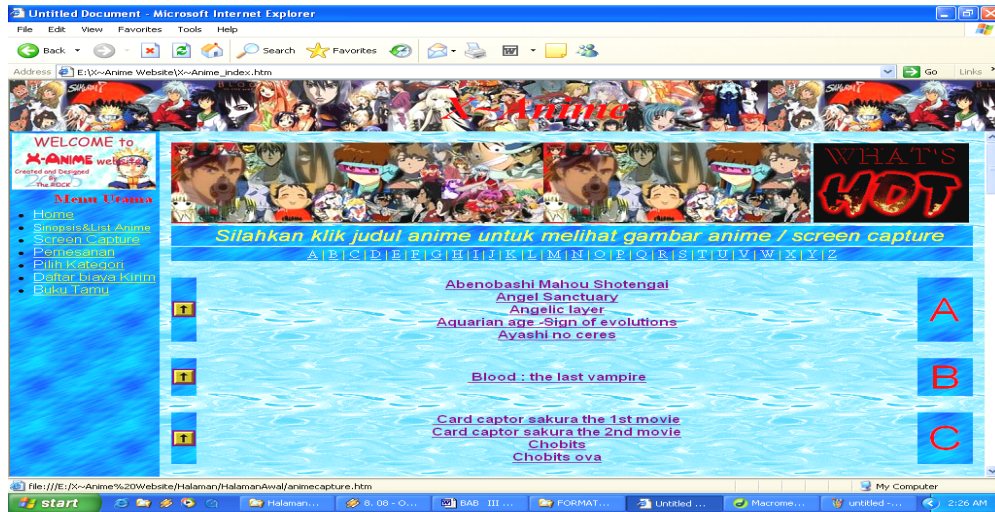 Untitled Document - Microsoft Internet Explorer
File Edit View Favorites Tools Help
Back Search Favorites
Address E:\X~Anime Website\X~Anime_index.htm Go Links
X~Anime
WELCOME to
X-ANIME website
Created and Designed
By
The ROCK
Menu Utama
Home
Sinopsis&List Anime
Screen Capture
Pemesanan
Pilih Kategori
Daftar biaya Kirim
Buku Tamu
WHAT'S
HOT
Silahkan klik judul anime untuk melihat gambar anime / screen capture
A|B|C|D|E|F|G|H|I|J|K|L|M|N|O|P|Q|R|S|T|U|V|W|X|Y|Z
Abenobashi Mahou Shotengai
Angel Sanctuary
Angelic layer
Aquarian age -Sign of evolutions
Ayashi no ceres
A
Blood : the last vampire
B
Card captor sakura the 1st movie
Card captor sakura the 2nd movie
Chobits
Chobits ova
C
file:///E:/X~Anime%20Website/Halaman/HalamanAwal/animecapture.htm My Computer
start Halaman... 8. 08 - O... BAB III ... FORMAT... Untitled ... Macrome... untitled -... 2:26 AM